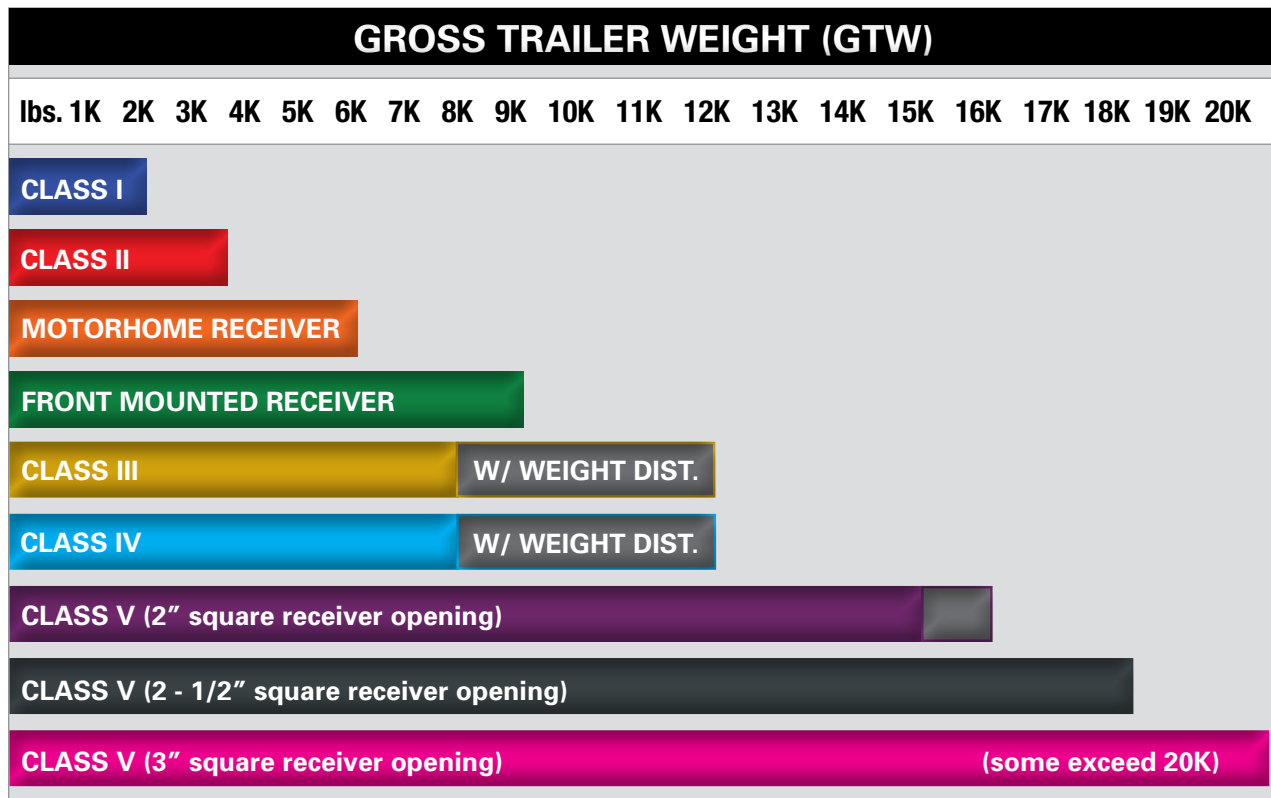 GROSS TRAILER WEIGHT (GTW)
lbs. 1K 2K 3K 4K 5K 6K 7K 8K 9K 10K 11K 12K 13K 14K 15K 16K 17K 18K 19K 20K
CLASS I
CLASS II
MOTORHOME RECEIVER
FRONT MOUNTED RECEIVER
CLASS III W/ WEIGHT DIST.
CLASS IV W/ WEIGHT DIST.
CLASS V (2″ square receiver opening)
CLASS V (2 - 1/2″ square receiver opening)
CLASS V (3″ square receiver opening) (some exceed 20K)